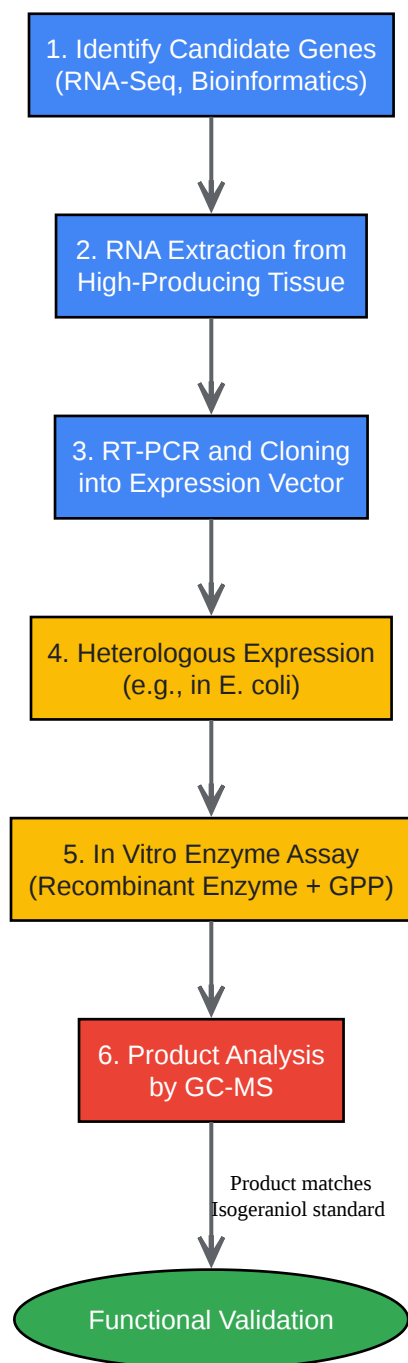 1. Identify Candidate Genes
(RNA-Seq, Bioinformatics)
2. RNA Extraction from
High-Producing Tissue
3. RT-PCR and Cloning
into Expression Vector
4. Heterologous Expression
(e.g., in E. coli)
5. In Vitro Enzyme Assay
(Recombinant Enzyme + GPP)
6. Product Analysis
by GC-MS
Product matches
Isogeraniol standard
Functional Validation